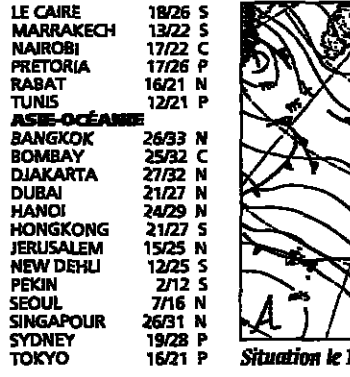 LE CAIRE 18/26 S
MARRAKECH 13/22 S
NAIROBI 17/22 C
PRETORIA 17/26 P
RABAT 16/21 N
TUNIS 12/21 P
ASIE-OCÉANIE
BANGKOK 26/33 N
BOMBAY 25/32 C
DJAKARTA 27/32 N
DUBAI 21/27 N
HANOI 24/29 N
HONGKONG 21/27 S
JERUSALEM 15/25 N
NEW DEHLI 12/25 S
PEKIN 2/12 S
SEOUL 7/16 N
SINGAPOUR 26/31 N
SYDNEY 19/28 P
TOKYO 16/21 P
A
Situation le